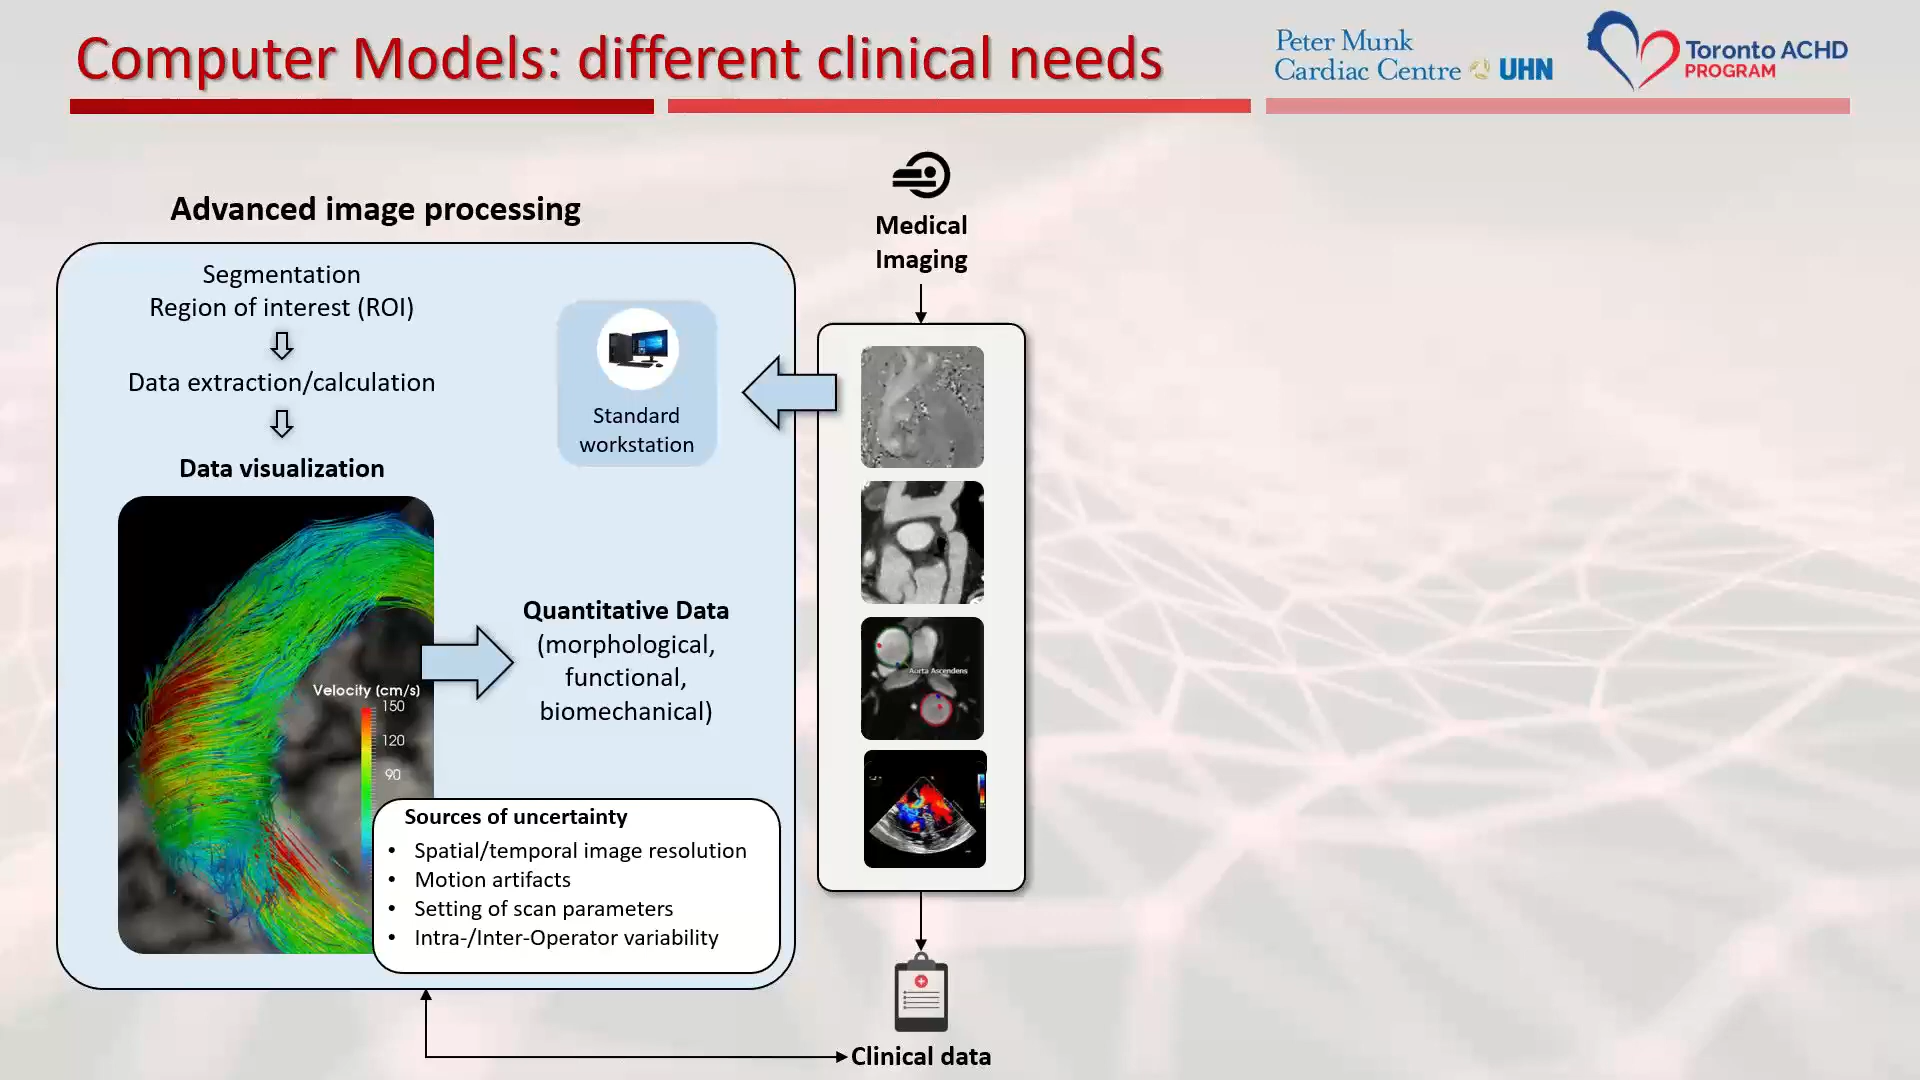 Computer Models: different clinical needs
Peter Munk
Cardiac Centre UHN
Toronto ACHD
PROGRAM
Advanced image processing
Segmentation
Region of interest (ROI)
Data extraction/calculation
Data visualization
Velocity (cm/s)
150
120
90
Standard
workstation
Quantitative Data
(morphological,
functional,
biomechanical)
Sources of uncertainty
• Spatial/temporal image resolution
• Motion artifacts
• Setting of scan parameters
• Intra-/Inter-Operator variability
Medical
Imaging
Aorta Ascendens
Clinical data